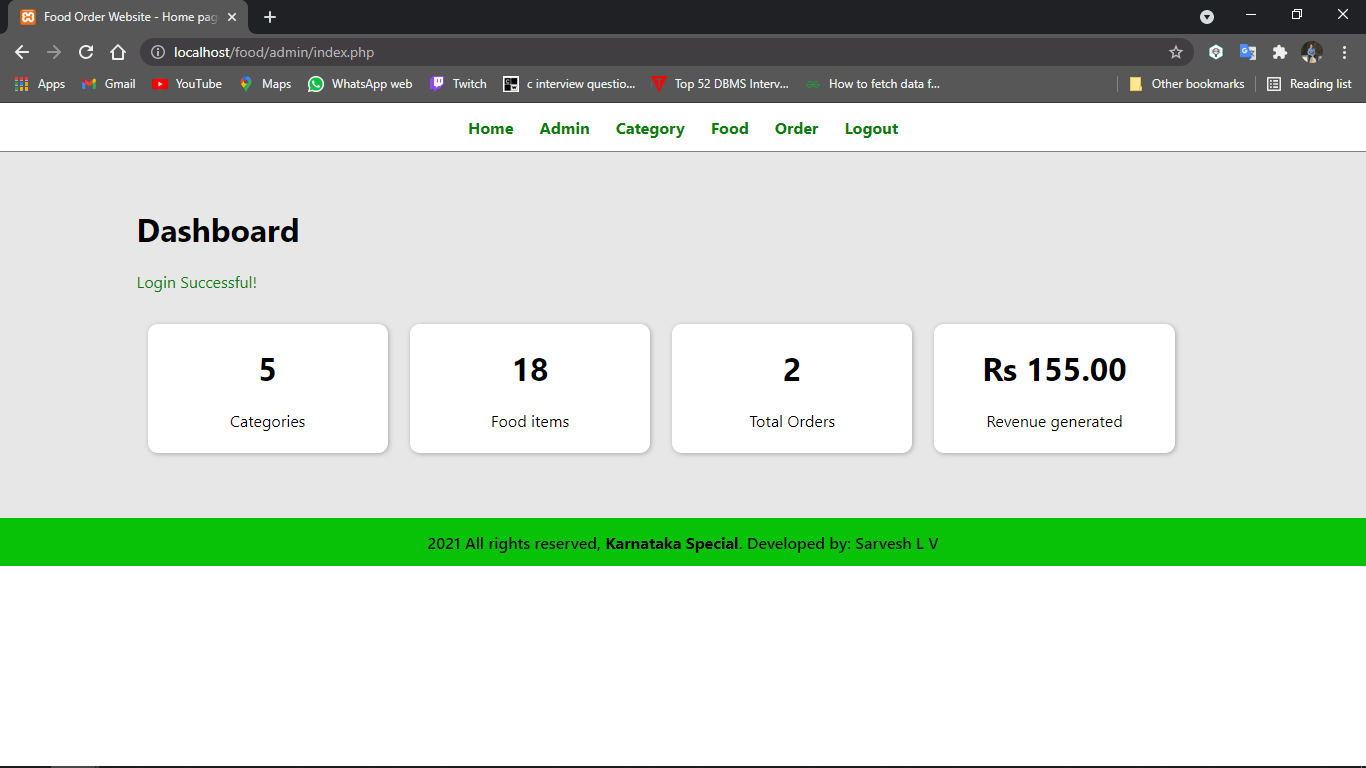 Food Order Website - Home pag
localhost/food/admin/index.php
Apps Gmail YouTube Maps WhatsApp web Twitch c interview questio... Top 52 DBMS Interv... How to fetch data f... Other bookmarks Reading list
Home Admin Category Food Order Logout
Dashboard
Login Successful!
5 18 2 Rs 155.00
Categories Food items Total Orders Revenue generated
2021 All rights reserved, Karnataka Special. Developed by: Sarvesh L V